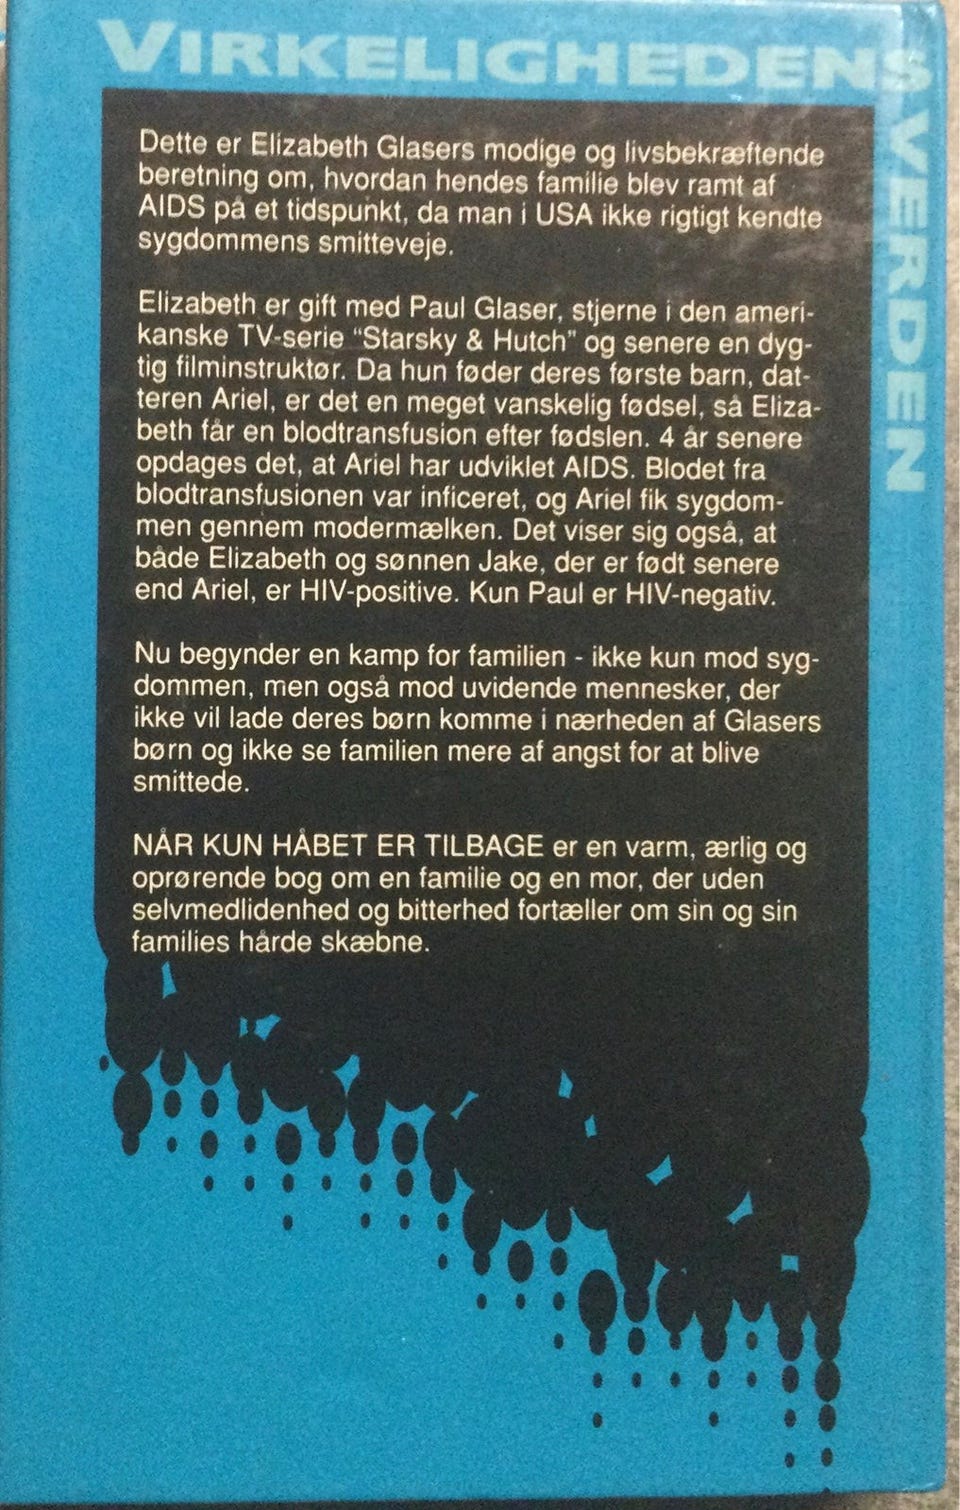 VIRKELIGHEDENS VERDEN
Dette er Elizabeth Glasers modige og livsbekræftende
beretning om, hvordan hendes familie blev ramt af
AIDS på et tidspunkt, da man i USA ikke rigtigt kendte
sygdommens smitteveje.
Elizabeth er gift med Paul Glaser, stjerne i den ameri-
kanske TV-serie "Starsky & Hutch" og senere en dyg-
tig filminstruktør. Da hun føder deres første barn, dat-
teren Ariel, er det en meget vanskelig fødsel, så Eliza-
beth får en blodtransfusion efter fødslen. 4 år senere
opdages det, at Ariel har udviklet AIDS. Blodet fra
blodtransfusionen var inficeret, og Ariel fik sygdom-
men gennem modermælken. Det viser sig også, at
både Elizabeth og sønnen Jake, der er født senere
end Ariel, er HIV-positive. Kun Paul er HIV-negativ.
Nu begynder en kamp for familien - ikke kun mod syg-
dommen, men også mod uvidende mennesker, der
ikke vil lade deres børn komme i nærheden af Glasers
børn og ikke se familien mere af angst for at blive
smittede.
NÅR KUN HÅBET ER TILBAGE er en varm, ærlig og
oprørende bog om en familie og en mor, der uden
selvmedlidenhed og bitterhed fortæller om sin og sin
families hårde skæbne.